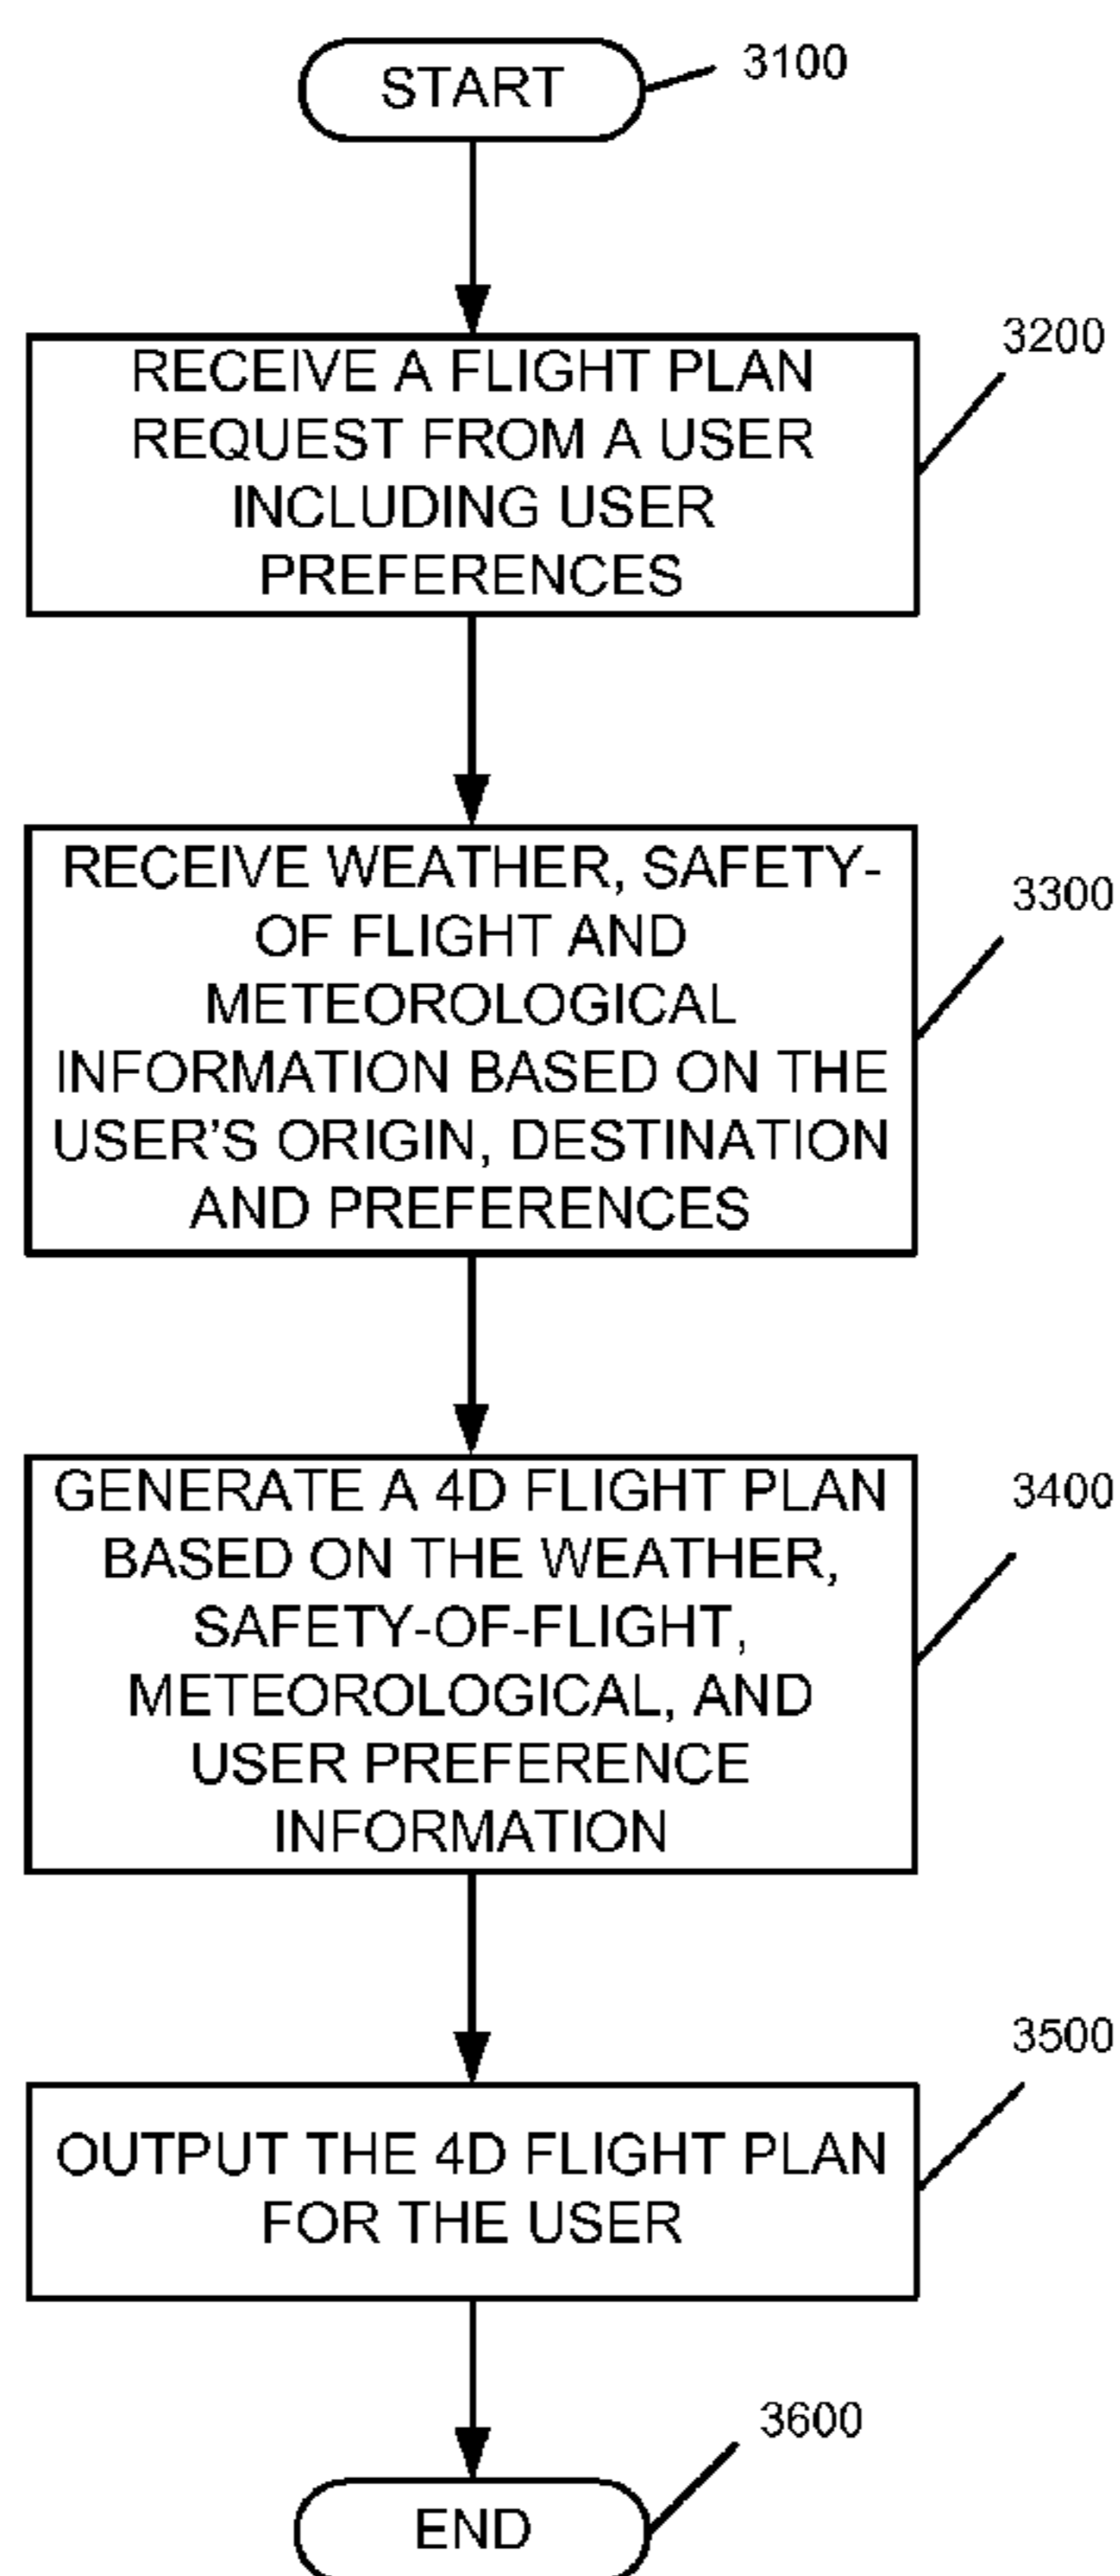 START
3100
RECEIVE A FLIGHT PLAN
REQUEST FROM A USER
INCLUDING USER
PREFERENCES
3200
RECEIVE WEATHER, SAFETY-
OF FLIGHT AND
METEOROLOGICAL
INFORMATION BASED ON THE
USER'S ORIGIN, DESTINATION
AND PREFERENCES
3300
GENERATE A 4D FLIGHT PLAN
BASED ON THE WEATHER,
SAFETY-OF-FLIGHT,
METEOROLOGICAL, AND
USER PREFERENCE
INFORMATION
3400
OUTPUT THE 4D FLIGHT PLAN
FOR THE USER
3500
END
3600